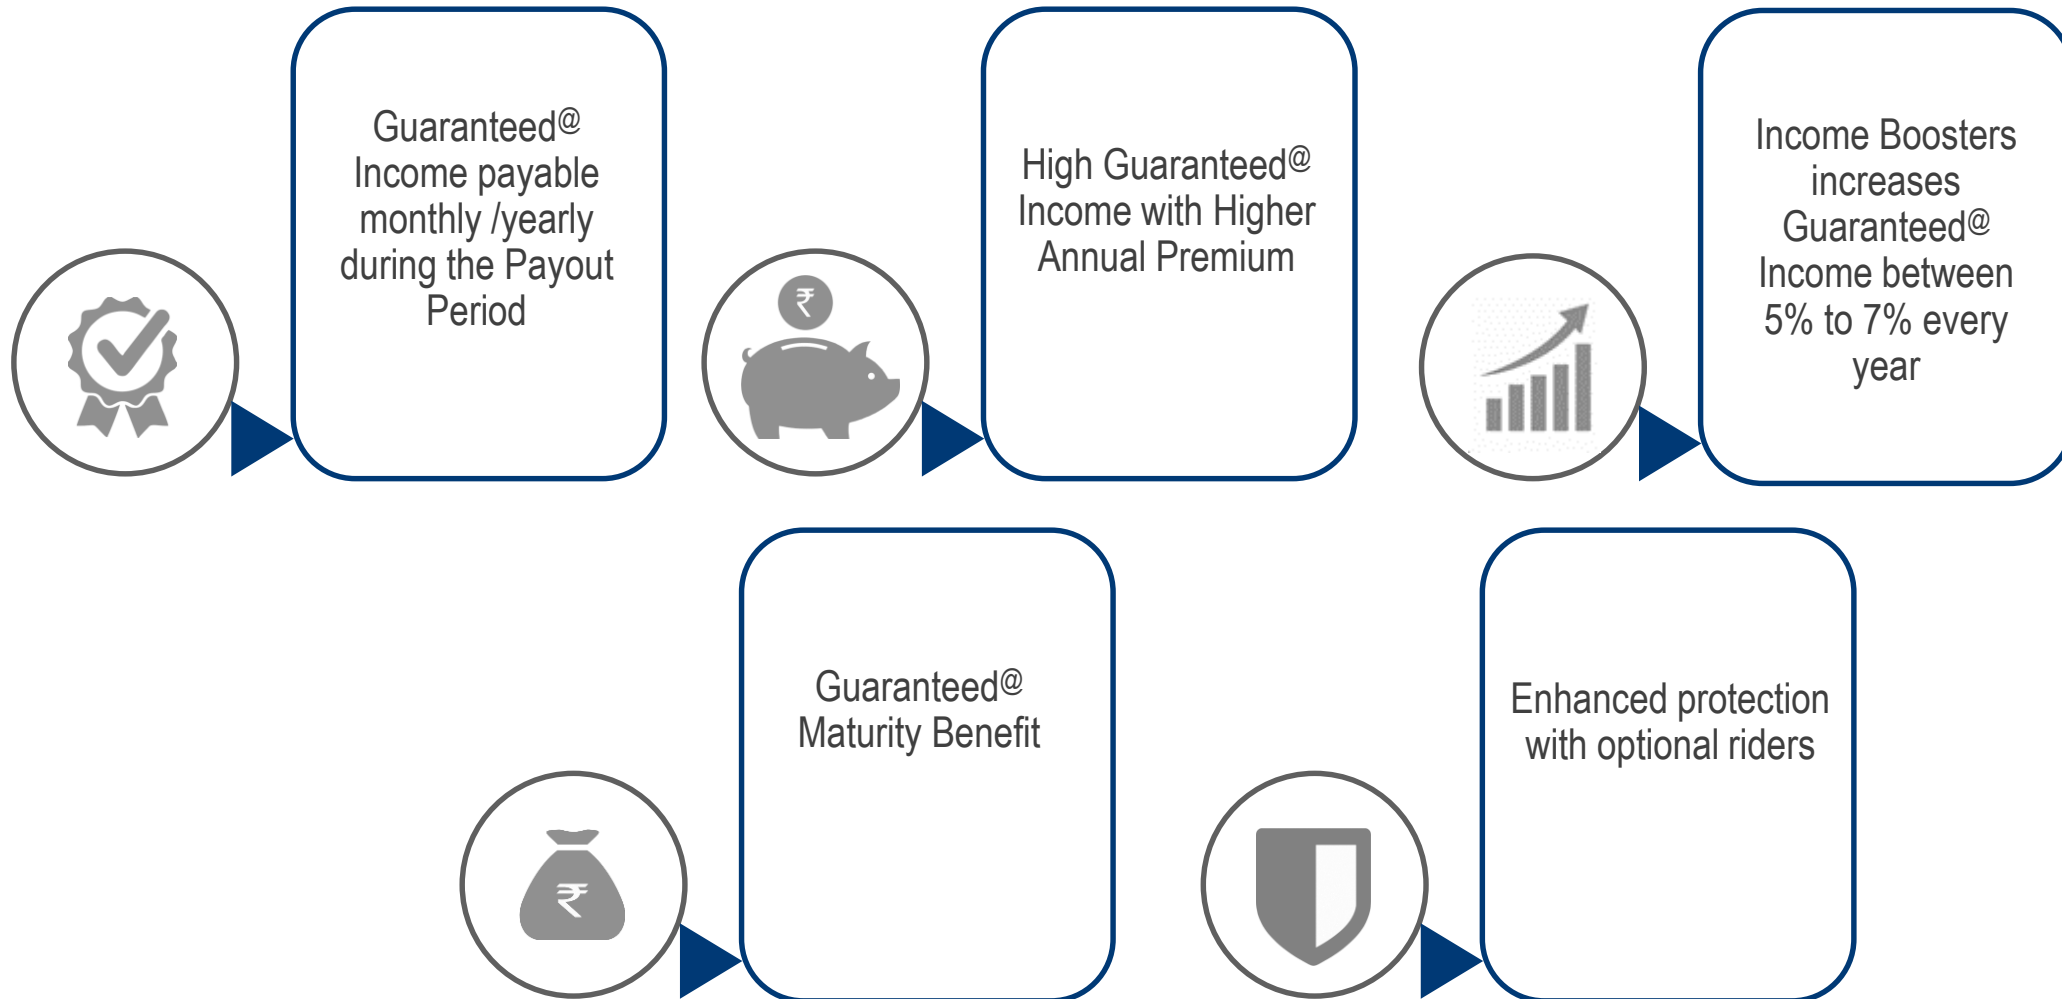 Guaranteed@
Income payable
monthly /yearly
during the Payout
Period
₹
High Guaranteed@
Income with Higher
Annual Premium
Income Boosters
increases
Guaranteed@
Income between
5% to 7% every
year
₹
Guaranteed@
Maturity Benefit
Enhanced protection
with optional riders